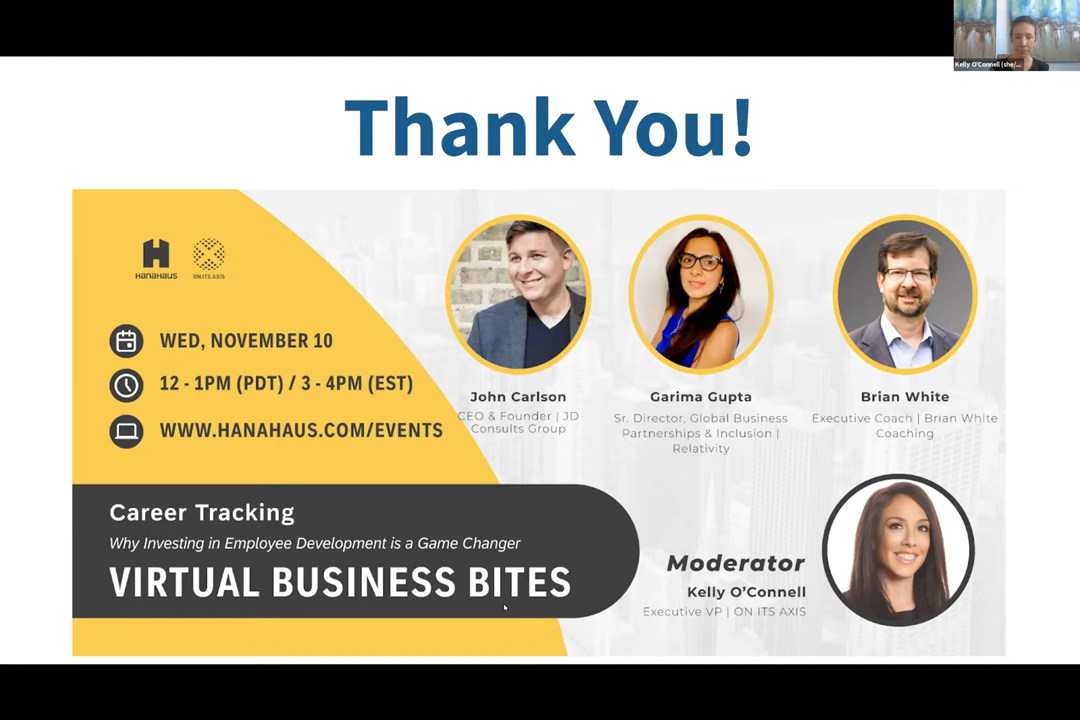 Kelly O'Connell (she/...
Thank You!
HANAHAUS
ON ITS AXIS
WED, NOVEMBER 10
12 - 1PM (PDT) / 3 - 4PM (EST)
WWW.HANAHAUS.COM/EVENTS
John Carlson
CEO & Founder | JD
Consults Group
Garima Gupta
Sr. Director, Global Business
Partnerships & Inclusion |
Relativity
Brian White
Executive Coach | Brian White
Coaching
Career Tracking
Why Investing in Employee Development is a Game Changer
VIRTUAL BUSINESS BITES
Moderator
Kelly O'Connell
Executive VP | ON ITS AXIS